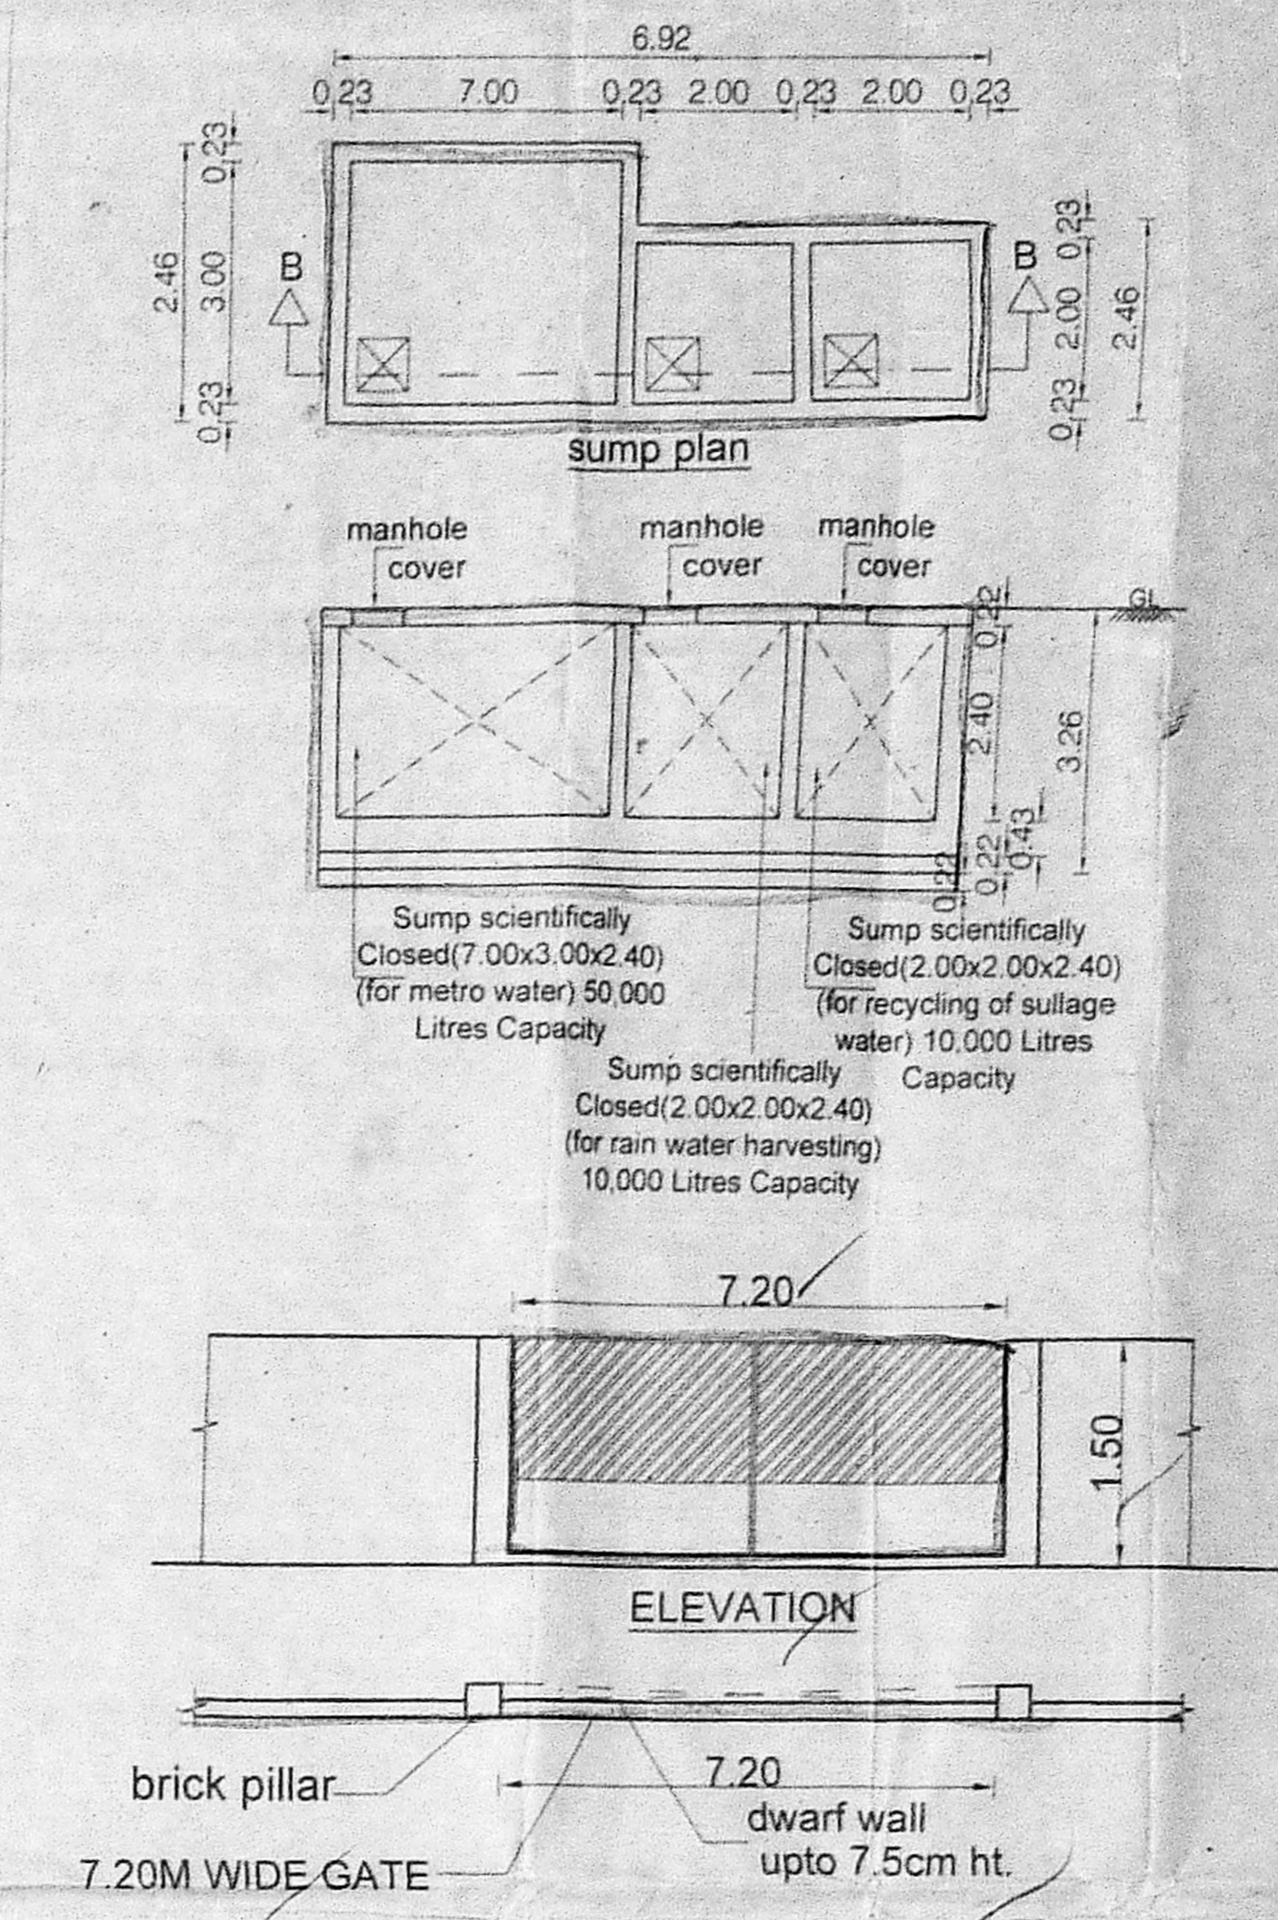 6.92
0.23 7.00 0.23 2.00 0.23 2.00 0.23
0.23
3.00
0.23
2.46
B
B
0.23
2.00
0.23
2.46
sump plan
manhole
cover
manhole
cover
manhole
cover
GL
0.22
2.40
3.26
0.43
0.22
0.22
Sump scientifically
Closed(7.00x3.00x2.40)
(for metro water) 50,000
Litres Capacity
Sump scientifically
Closed(2.00x2.00x2.40)
(for recycling of sullage
water) 10,000 Litres
Capacity
Sump scientifically
Closed(2.00x2.00x2.40)
(for rain water harvesting)
10,000 Litres Capacity
7.20
1.50
ELEVATION
brick pillar
7.20
dwarf wall
upto 7.5cm ht.
7.20M WIDE GATE